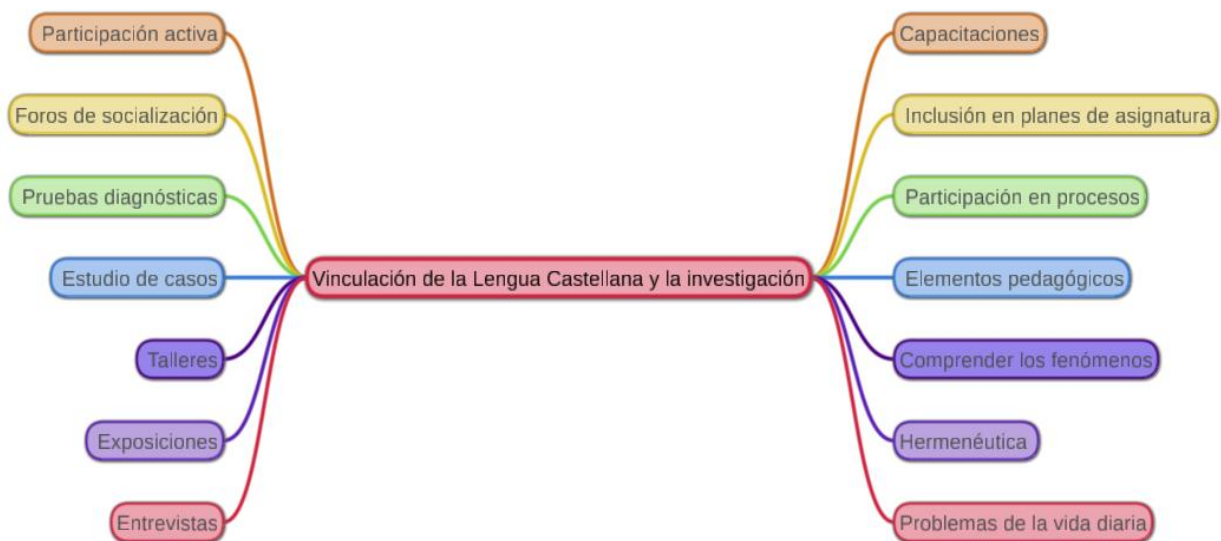 Participación activa
Foros de socialización
Pruebas diagnósticas
Estudio de casos
Talleres
Exposiciones
Entrevistas
Vinculación de la Lengua Castellana y la investigación
Capacitaciones
Inclusión en planes de asignatura
Participación en procesos
Elementos pedagógicos
Comprender los fenómenos
Hermenéutica
Problemas de la vida diaria